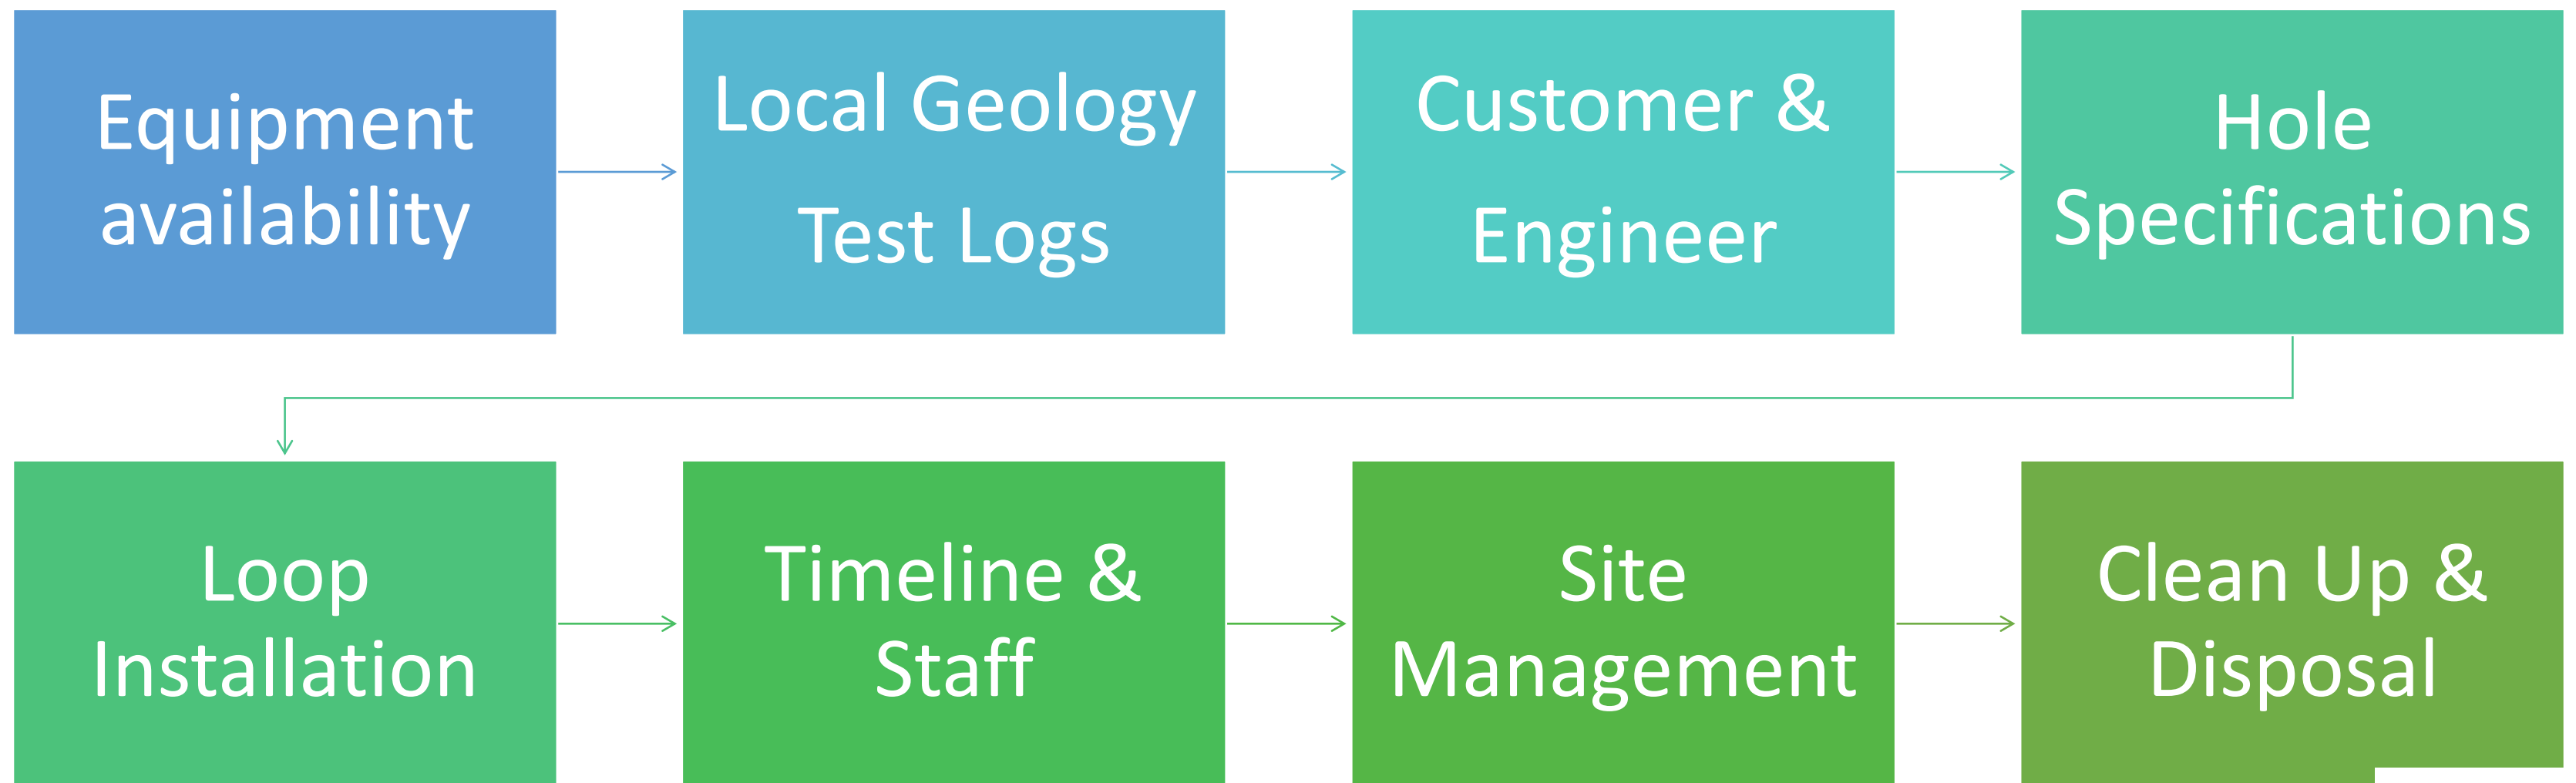 Equipment
availability
Local Geology
Test Logs
Customer &
Engineer
Hole
Specifications
Loop
Installation
Timeline &
Staff
Site
Management
Clean Up &
Disposal